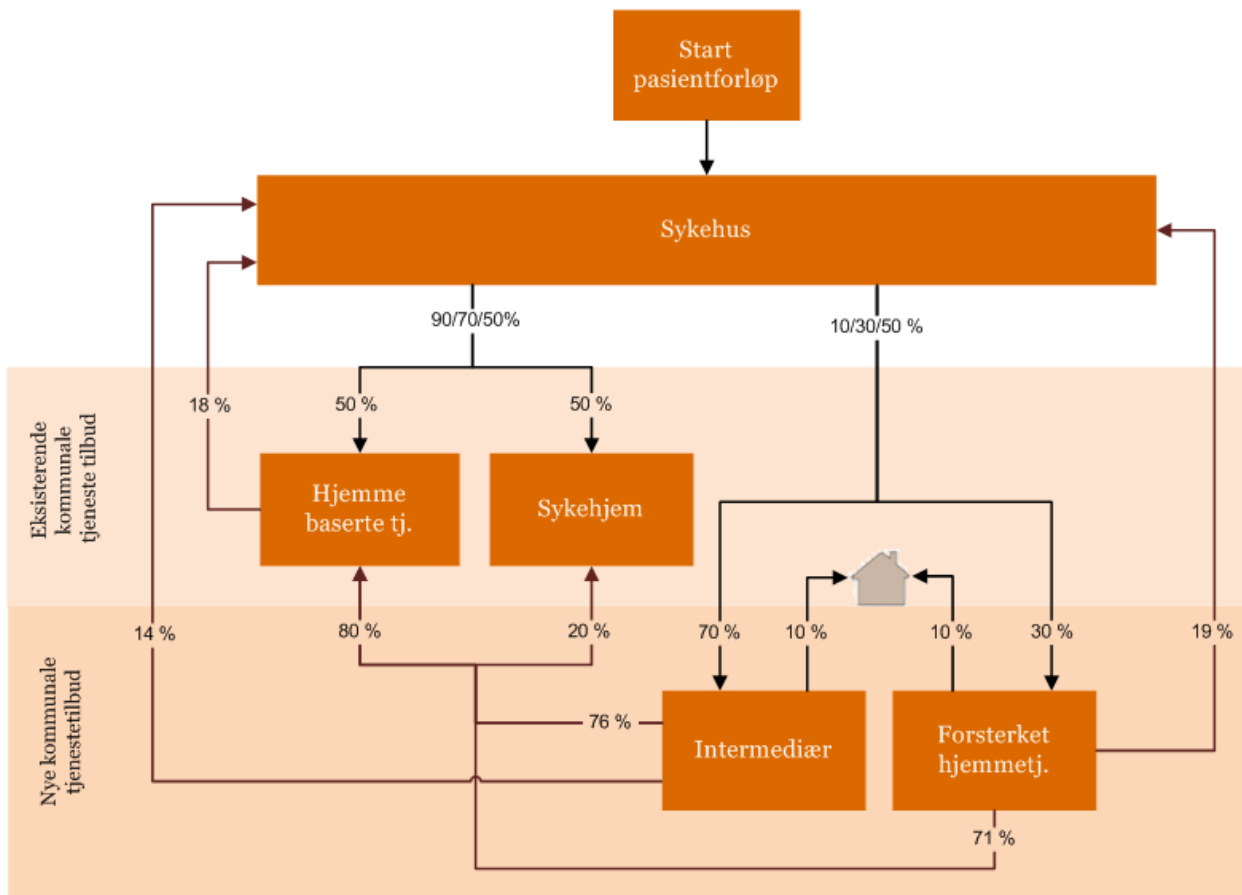 Start
pasientforløp
Sykehus
90/70/50%
10/30/50 %
Eksisterende
kommunale
tjeneste tilbud
18 %
50 %
50 %
Hjemme
baserte tj.
Sykehjem
Nye kommunale
tjenestetilbud
14 %
80 %
20 %
70 %
10 %
10 %
30 %
19 %
76 %
Intermediær
Forsterket
hjemmetj.
71 %